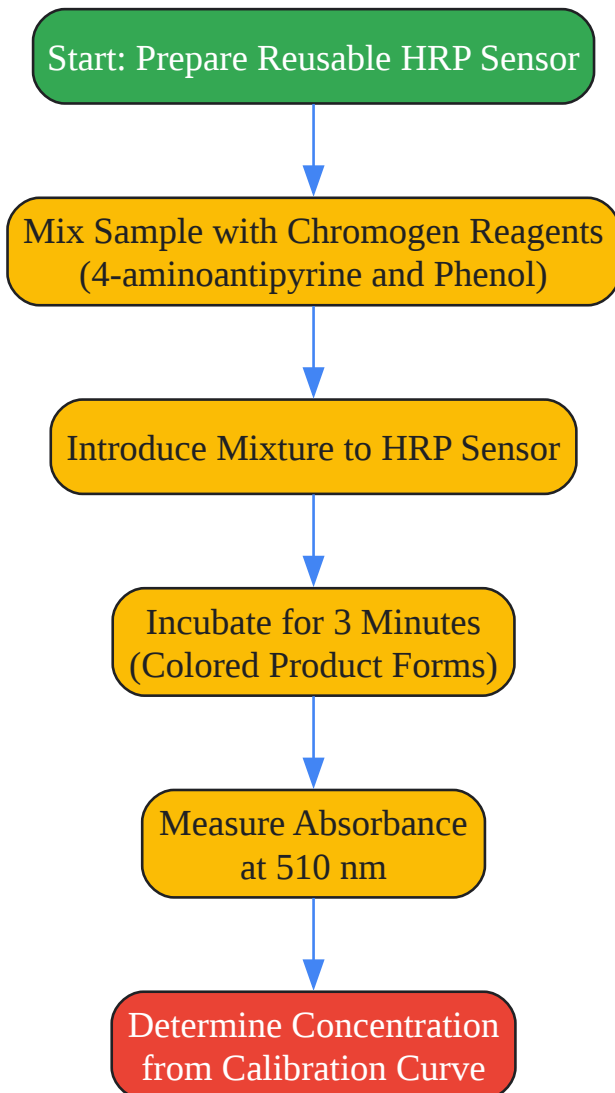 Start: Prepare Reusable HRP Sensor
Mix Sample with Chromogen Reagents
(4-aminoantipyrine and Phenol)
Introduce Mixture to HRP Sensor
Incubate for 3 Minutes
(Colored Product Forms)
Measure Absorbance
at 510 nm
Determine Concentration
from Calibration Curve